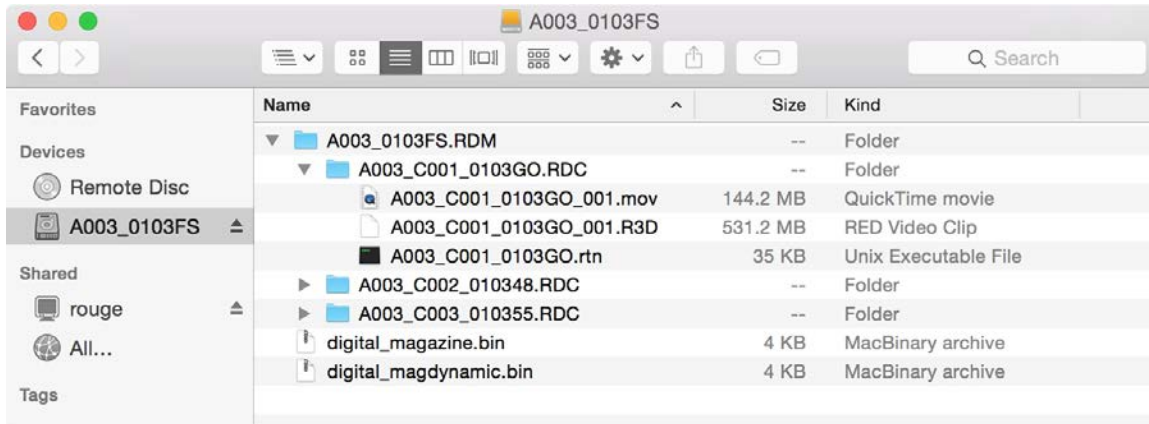 A003_0103FS
Search
Favorites
Devices
Remote Disc
A003_0103FS
Shared
rouge
All...
Tags
Name Size Kind
A003_0103FS.RDM -- Folder
A003_C001_0103GO.RDC -- Folder
A003_C001_0103GO_001.mov 144.2 MB QuickTime movie
A003_C001_0103GO_001.R3D 531.2 MB RED Video Clip
A003_C001_0103GO.rtn 35 KB Unix Executable File
A003_C002_010348.RDC -- Folder
A003_C003_010355.RDC -- Folder
digital_magazine.bin 4 KB MacBinary archive
digital_magdynamic.bin 4 KB MacBinary archive